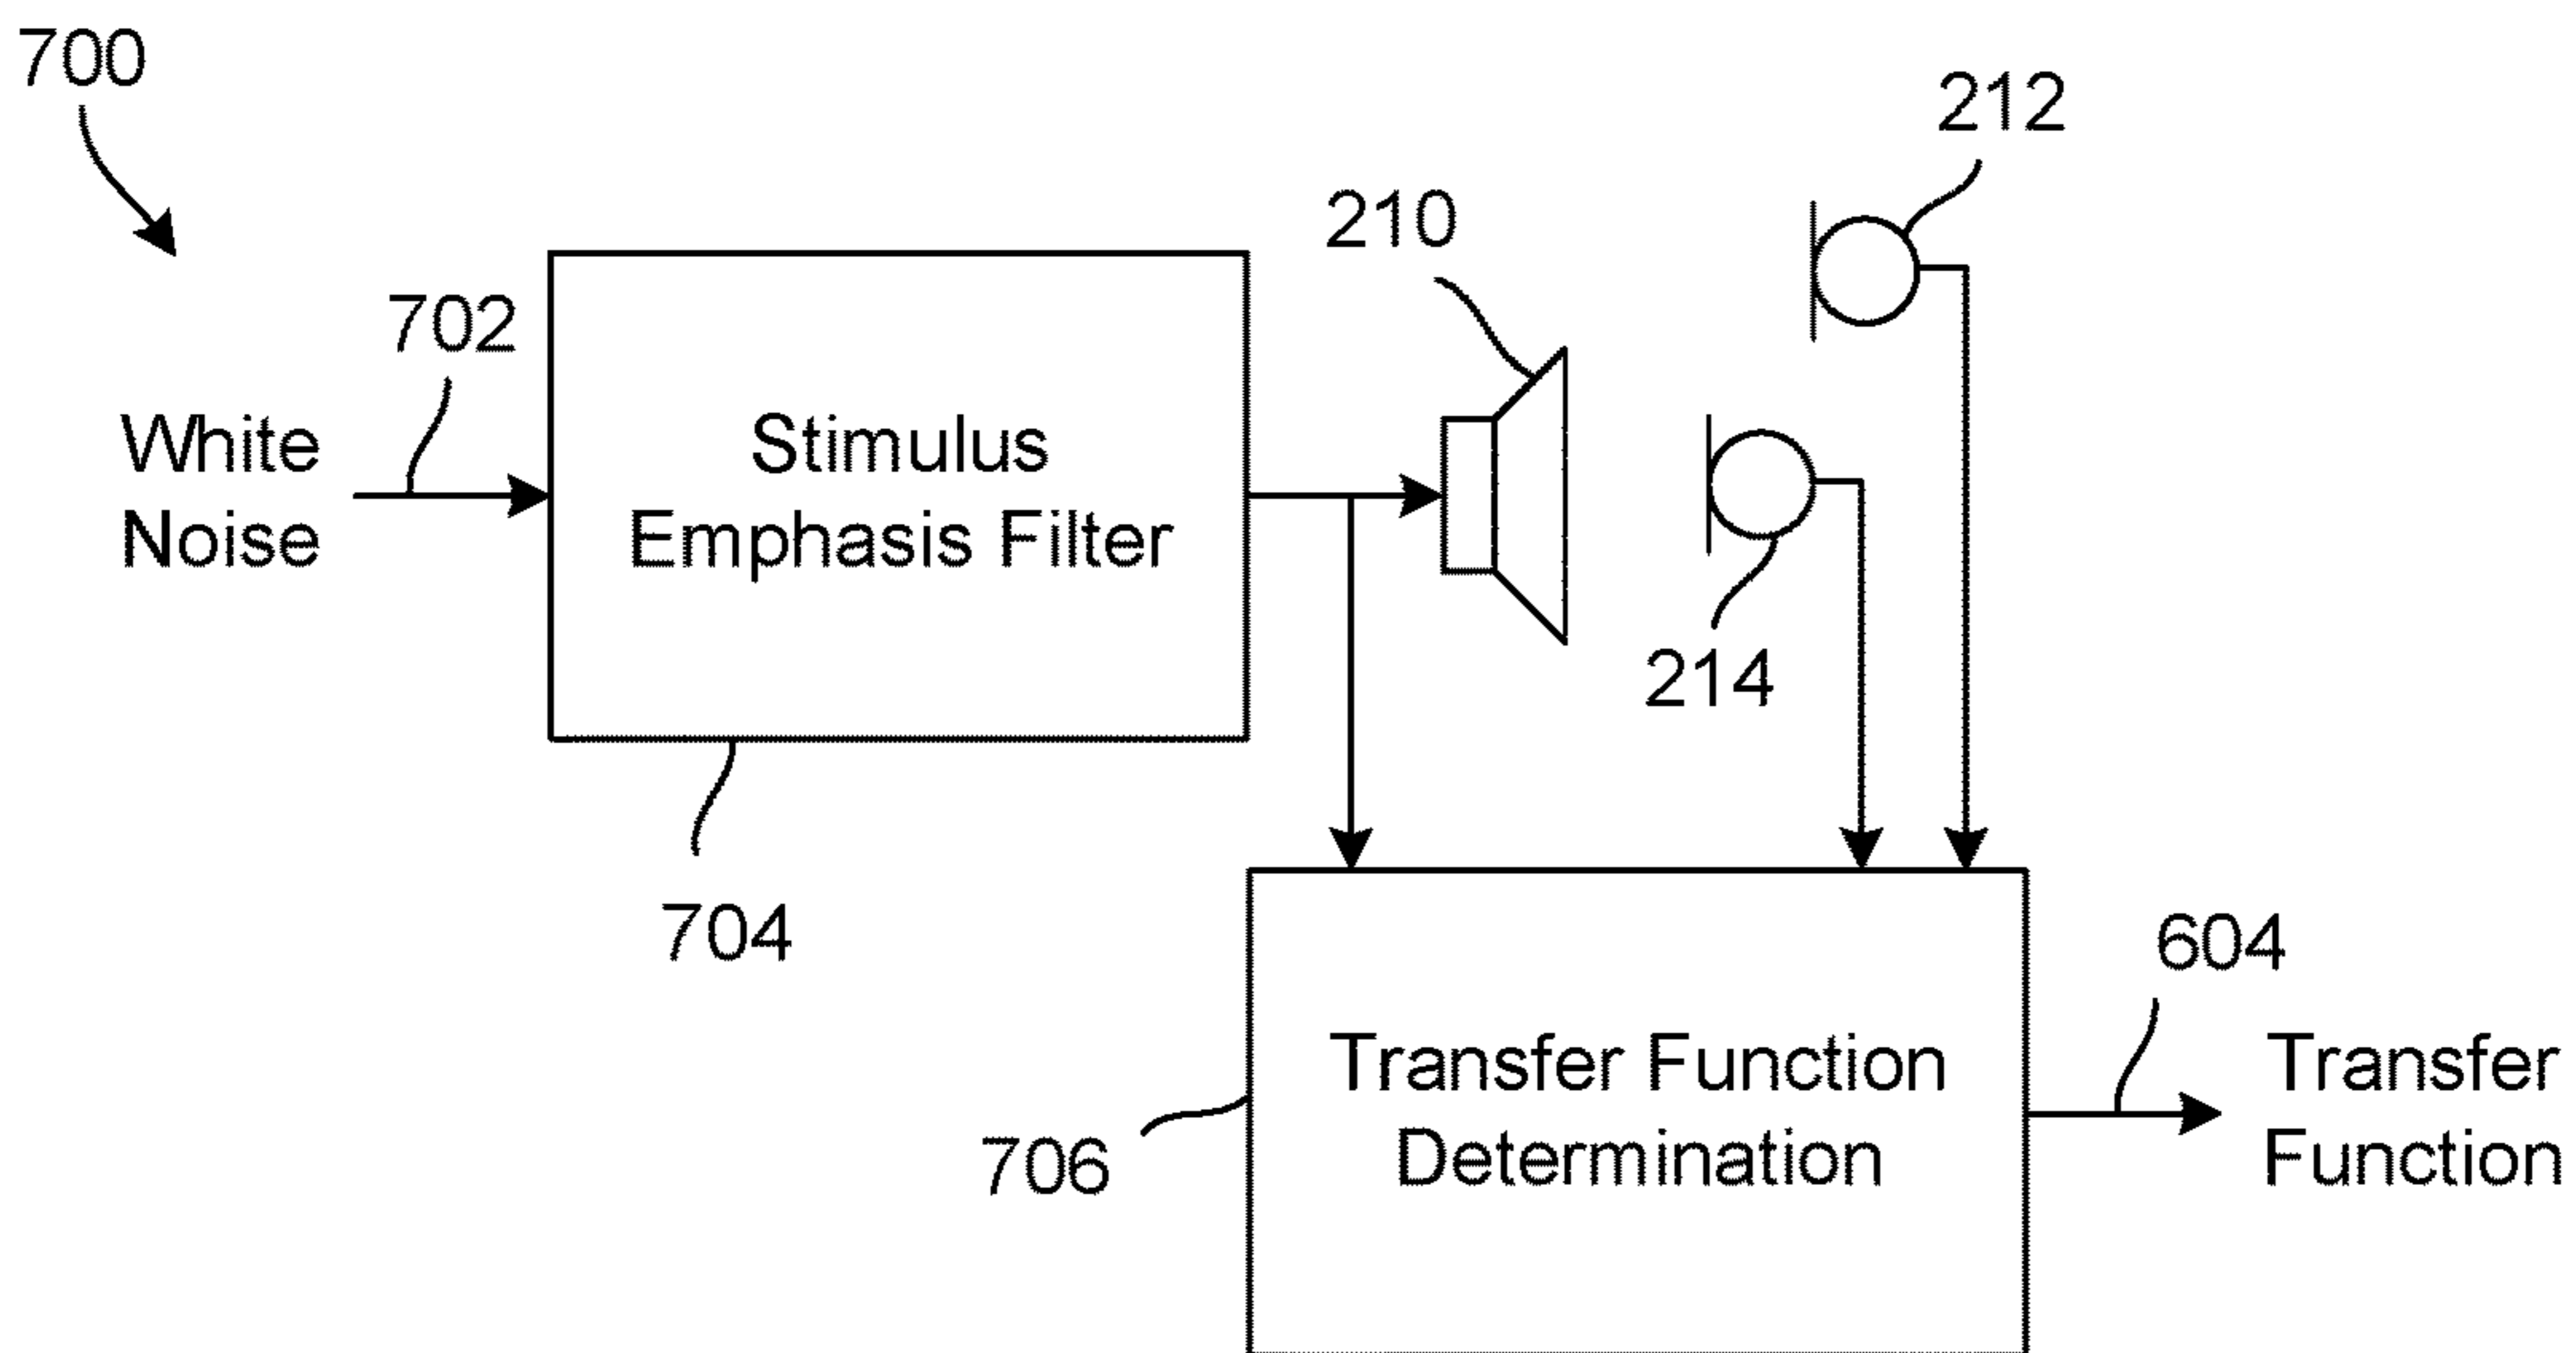 700
212
210
702
White
Noise
Stimulus
Emphasis Filter
214
704
604
Transfer Function
Determination
Transfer
Function
706